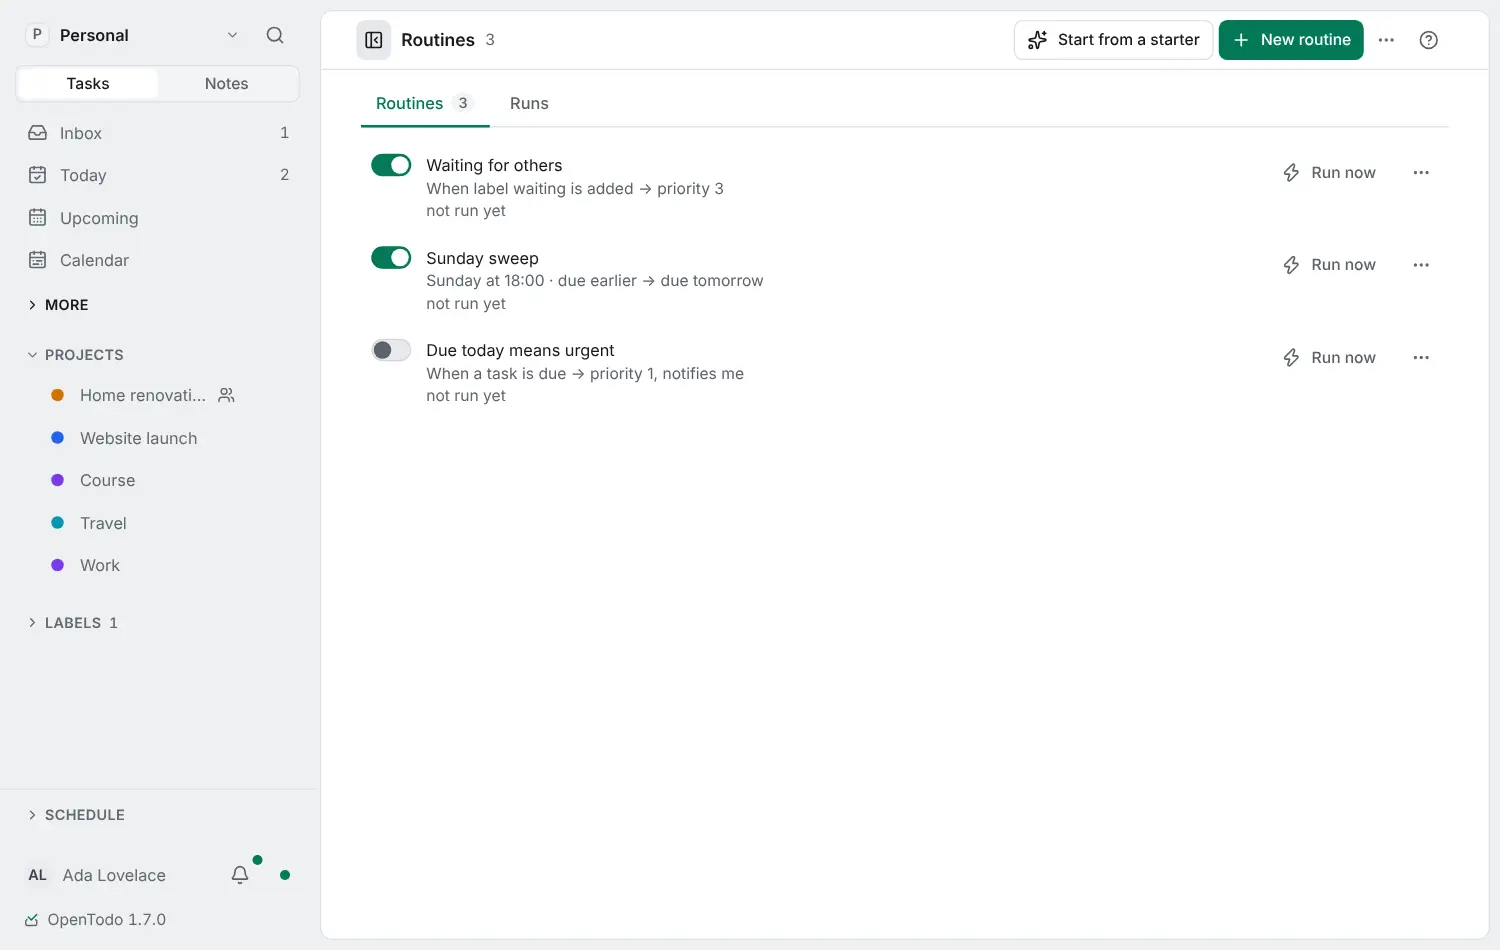 P Personal
Tasks Notes
Inbox 1
Today 2
Upcoming
Calendar
MORE
PROJECTS
Home renovati...
Website launch
Course
Travel
Work
LABELS 1
SCHEDULE
AL Ada Lovelace
OpenTodo 1.7.0
Routines 3
Start from a starter
New routine
Routines 3 Runs
Waiting for others
When label waiting is added → priority 3
not run yet
Run now
Sunday sweep
Sunday at 18:00 · due earlier → due tomorrow
not run yet
Run now
Due today means urgent
When a task is due → priority 1, notifies me
not run yet
Run now